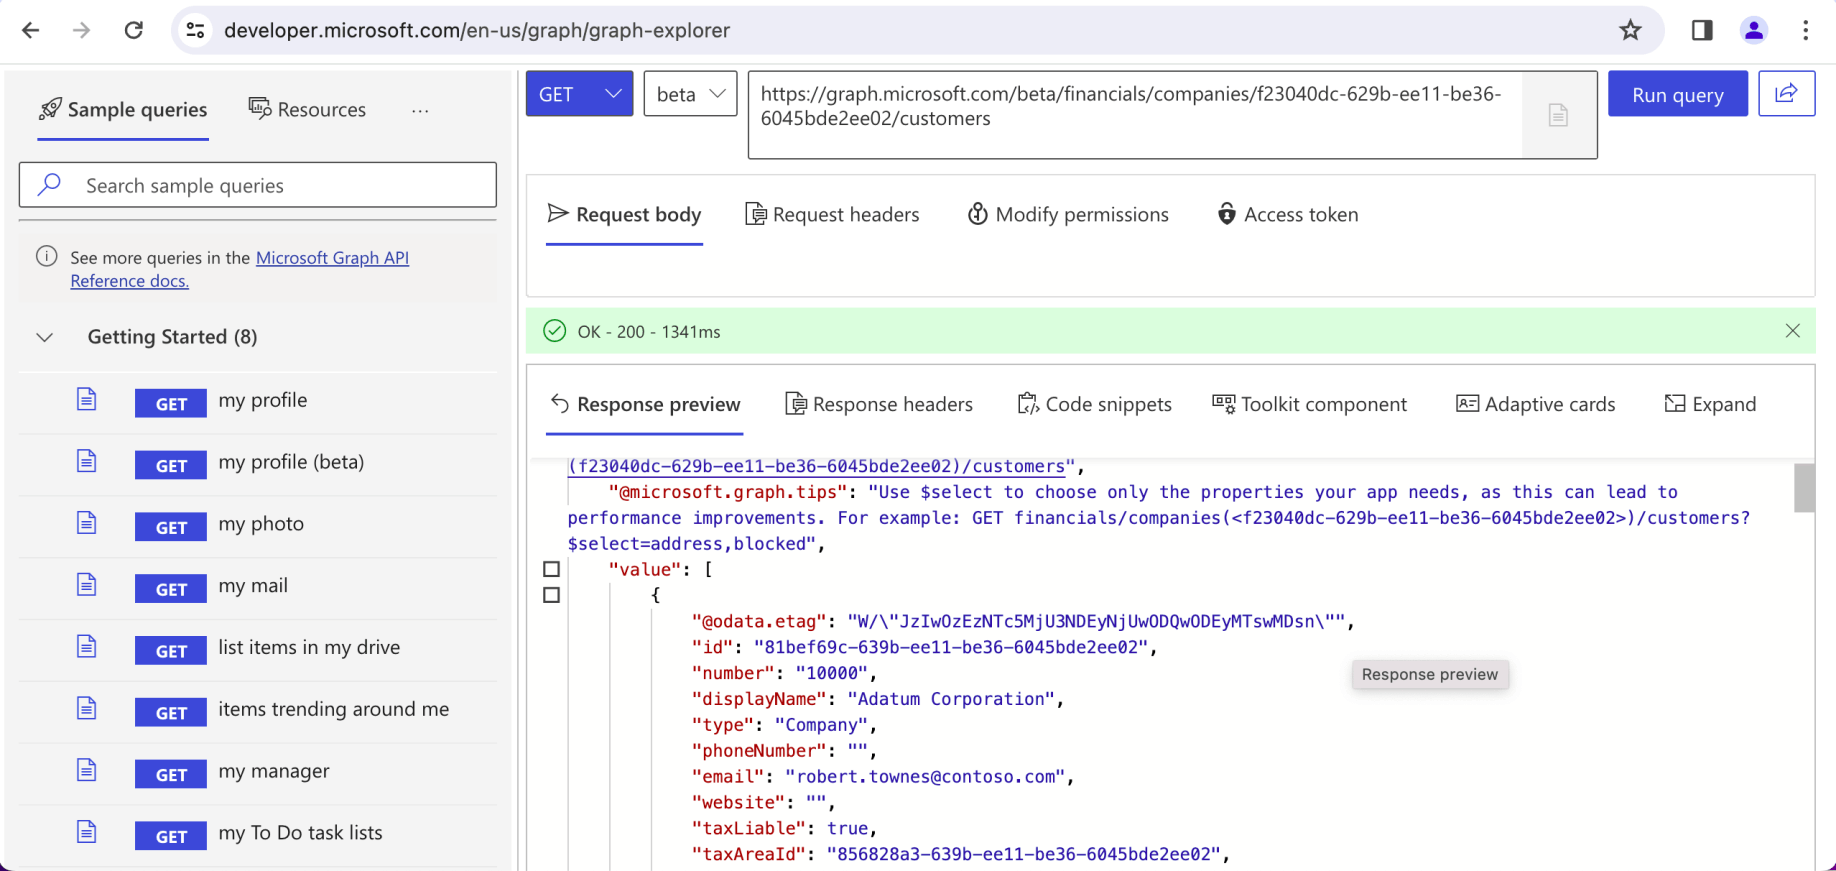 developer.microsoft.com/en-us/graph/graph-explorer
Sample queries
Resources
...
Search sample queries
See more queries in the Microsoft Graph API
Reference docs.
Getting Started (8)
GET my profile
GET my profile (beta)
GET my photo
GET my mail
GET list items in my drive
GET items trending around me
GET my manager
GET my To Do task lists
GET
beta
https://graph.microsoft.com/beta/financials/companies/f23040dc-629b-ee11-be36-
6045bde2ee02/customers
Run query
Request body
Request headers
Modify permissions
Access token
OK - 200 - 1341ms
Response preview
Response headers
Code snippets
Toolkit component
Adaptive cards
Expand
(f23040dc-629b-ee11-be36-6045bde2ee02)/customers",
"@microsoft.graph.tips": "Use $select to choose only the properties your app needs, as this can lead to
performance improvements. For example: GET financials/companies(<f23040dc-629b-ee11-be36-6045bde2ee02>)/customers?
$select=address,blocked",
"value": [
{
"@odata.etag": "W/\"JzIwOzEzNTc5MjU3NDEyNjUwODQwODEyMTswMDsn\"",
"id": "81bef69c-639b-ee11-be36-6045bde2ee02",
"number": "10000",
"displayName": "Adatum Corporation",
"type": "Company",
"phoneNumber": "",
"email": "robert.townes@contoso.com",
"website": "",
"taxLiable": true,
"taxAreaId": "856828a3-639b-ee11-be36-6045bde2ee02",
Response preview